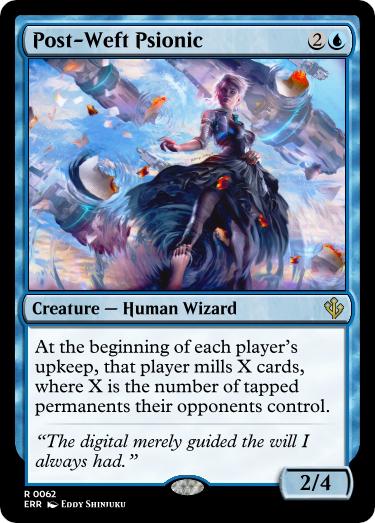 Post-Weft Psionic 2
Creature — Human Wizard
At the beginning of each player's
upkeep, that player mills X cards,
where X is the number of tapped
permanents their opponents control.
“The digital merely guided the will I
always had.”
2/4
R 0062
ERR Eddy Shinjuku